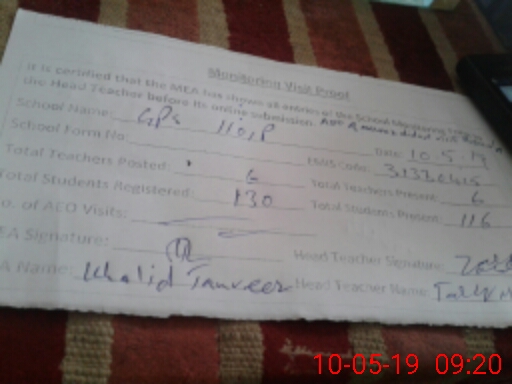 Monitoring Visit Proof
It is certified that the MEA has shown all entries of the School Monitoring
the Head Teacher before its online submission.
School Name: GPS 110/P Date: 10.5.19
School Form No: EMIS Code: 31330415
Total Teachers Posted: 6 Total Teachers Present: 6
Total Students Registered: 130 Total Students Present: 116
o. of AEO Visits:
EA Signature: Head Teacher Signature:
A Name: Khalid Tanveer Head Teacher Name:
10-05-19 09:20